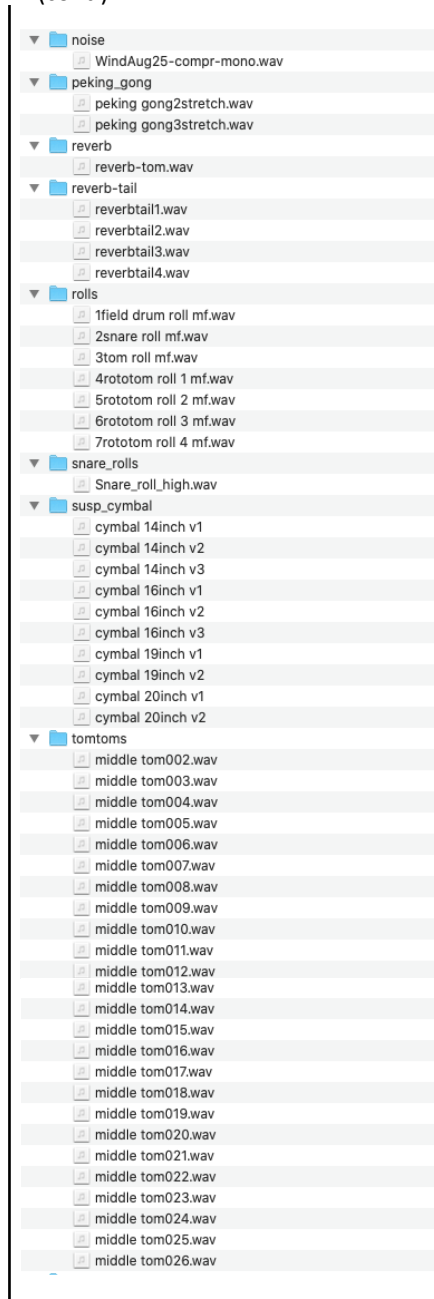 noise
WindAug25-compr-mono.wav
peking_gong
peking gong2stretch.wav
peking gong3stretch.wav
reverb
reverb-tom.wav
reverb-tail
reverbtail1.wav
reverbtail2.wav
reverbtail3.wav
reverbtail4.wav
rolls
1field drum roll mf.wav
2snare roll mf.wav
3tom roll mf.wav
4rototom roll 1 mf.wav
5rototom roll 2 mf.wav
6rototom roll 3 mf.wav
7rototom roll 4 mf.wav
snare_rolls
Snare_roll_high.wav
susp_cymbal
cymbal 14inch v1
cymbal 14inch v2
cymbal 14inch v3
cymbal 16inch v1
cymbal 16inch v2
cymbal 16inch v3
cymbal 19inch v1
cymbal 19inch v2
cymbal 20inch v1
cymbal 20inch v2
tomtoms
middle tom002.wav
middle tom003.wav
middle tom004.wav
middle tom005.wav
middle tom006.wav
middle tom007.wav
middle tom008.wav
middle tom009.wav
middle tom010.wav
middle tom011.wav
middle tom012.wav
middle tom013.wav
middle tom014.wav
middle tom015.wav
middle tom016.wav
middle tom017.wav
middle tom018.wav
middle tom019.wav
middle tom020.wav
middle tom021.wav
middle tom022.wav
middle tom023.wav
middle tom024.wav
middle tom025.wav
middle tom026.wav